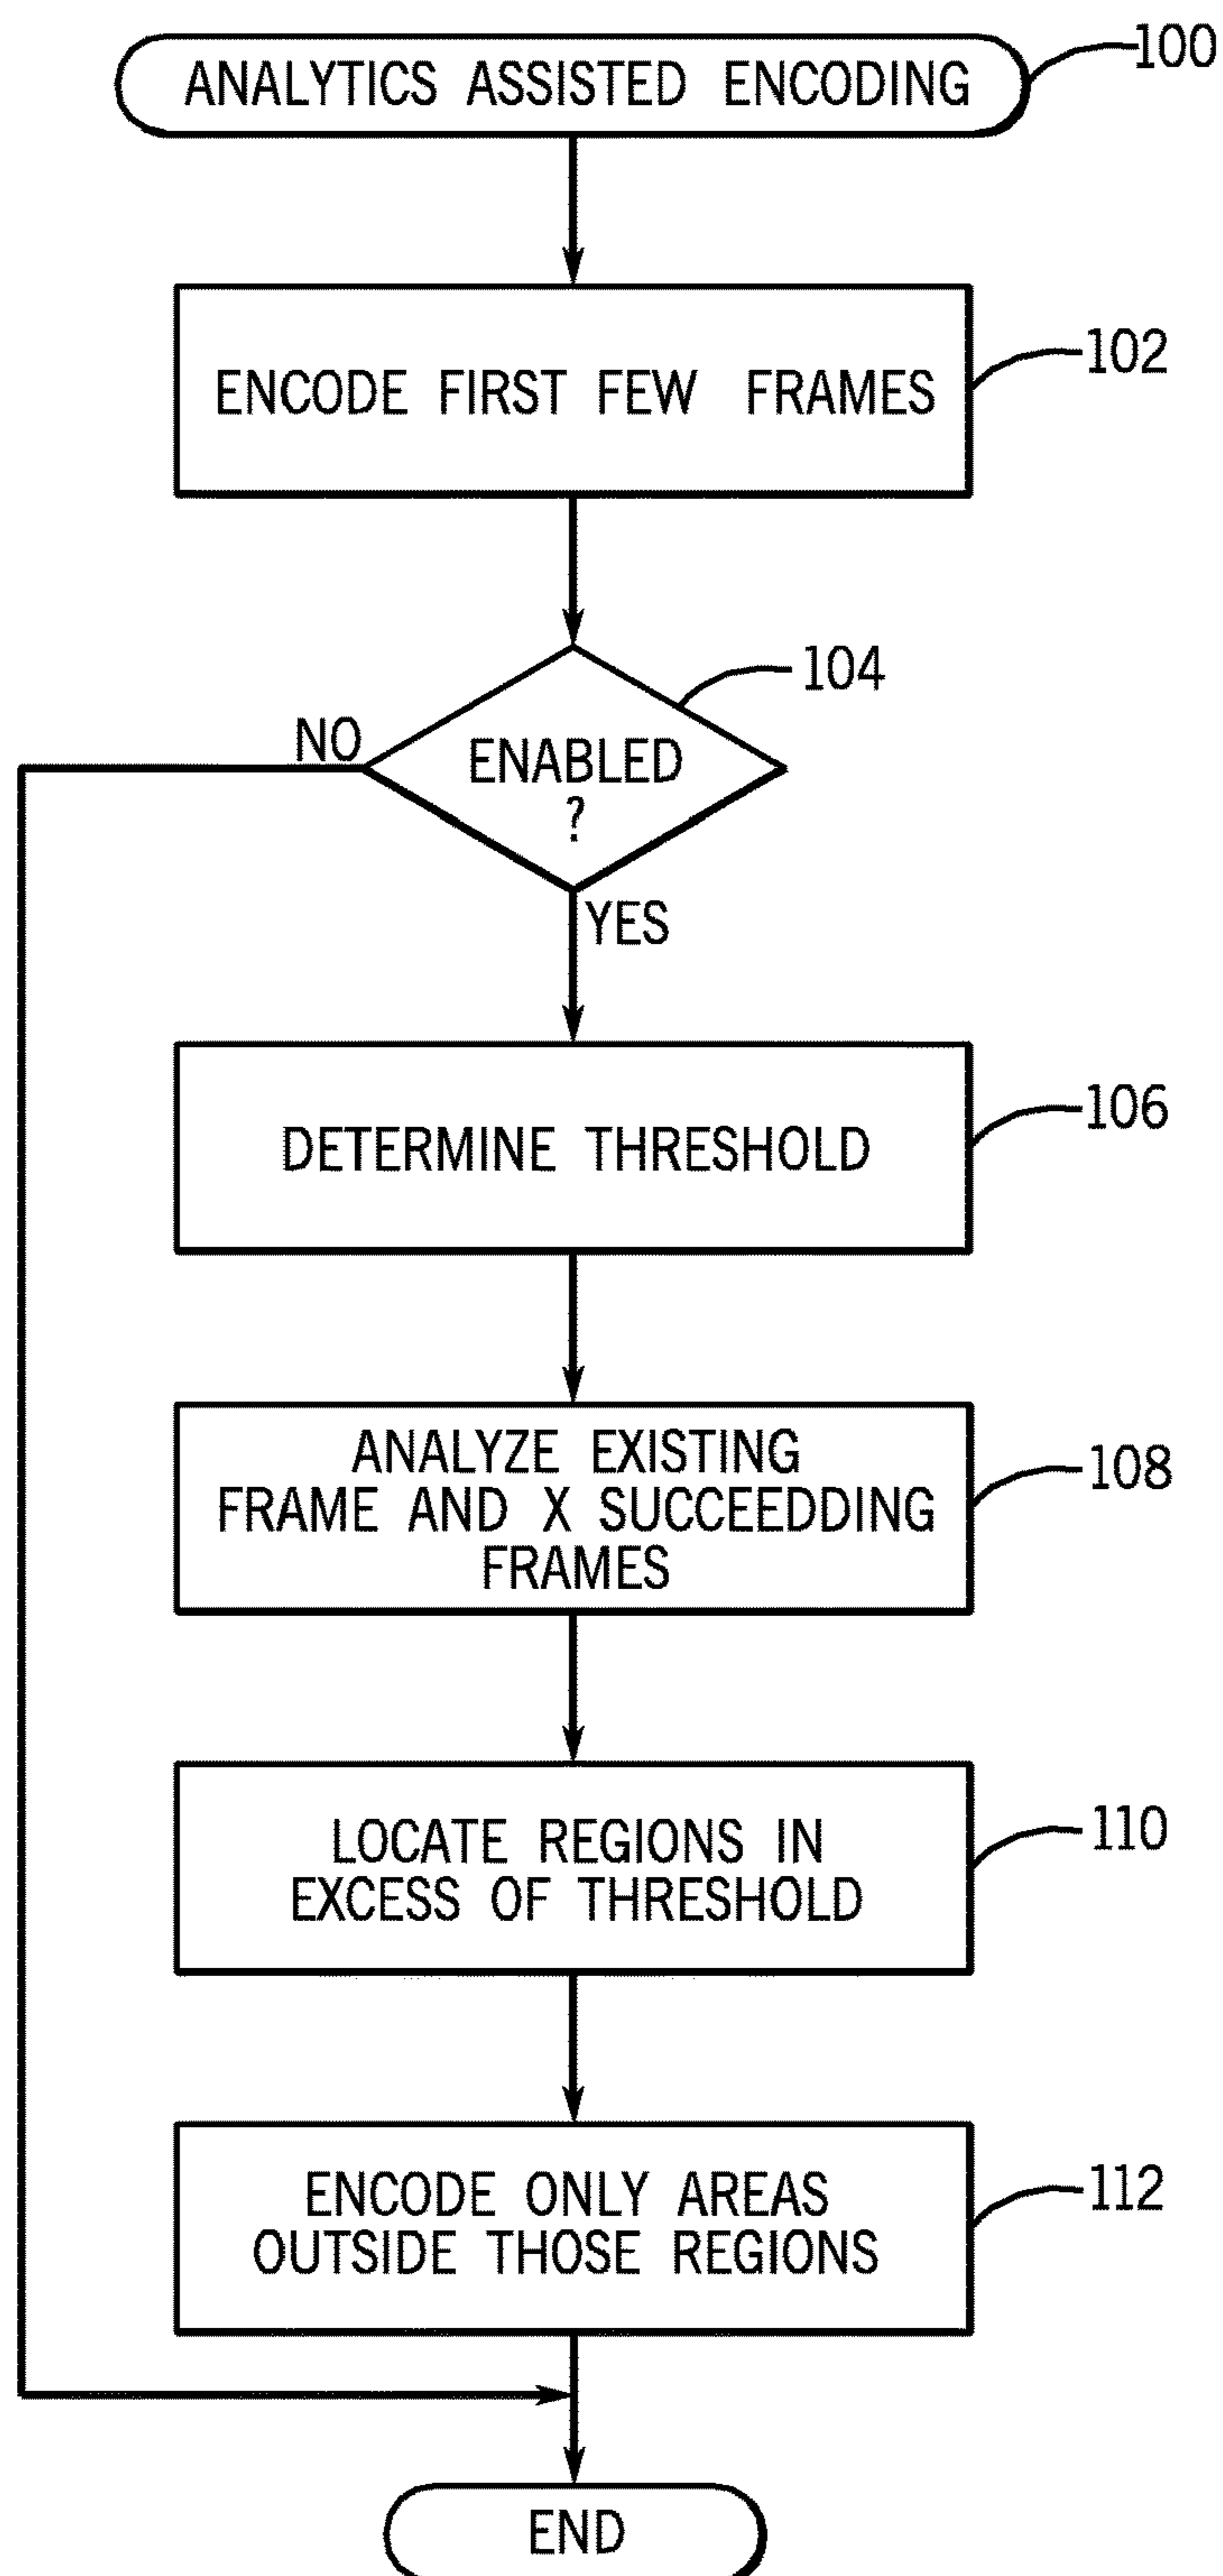 ANALYTICS ASSISTED ENCODING
100
ENCODE FIRST FEW FRAMES
102
104
NO
ENABLED
?
YES
DETERMINE THRESHOLD
106
ANALYZE EXISTING
FRAME AND X SUCCEEDDING
FRAMES
108
LOCATE REGIONS IN
EXCESS OF THRESHOLD
110
ENCODE ONLY AREAS
OUTSIDE THOSE REGIONS
112
END